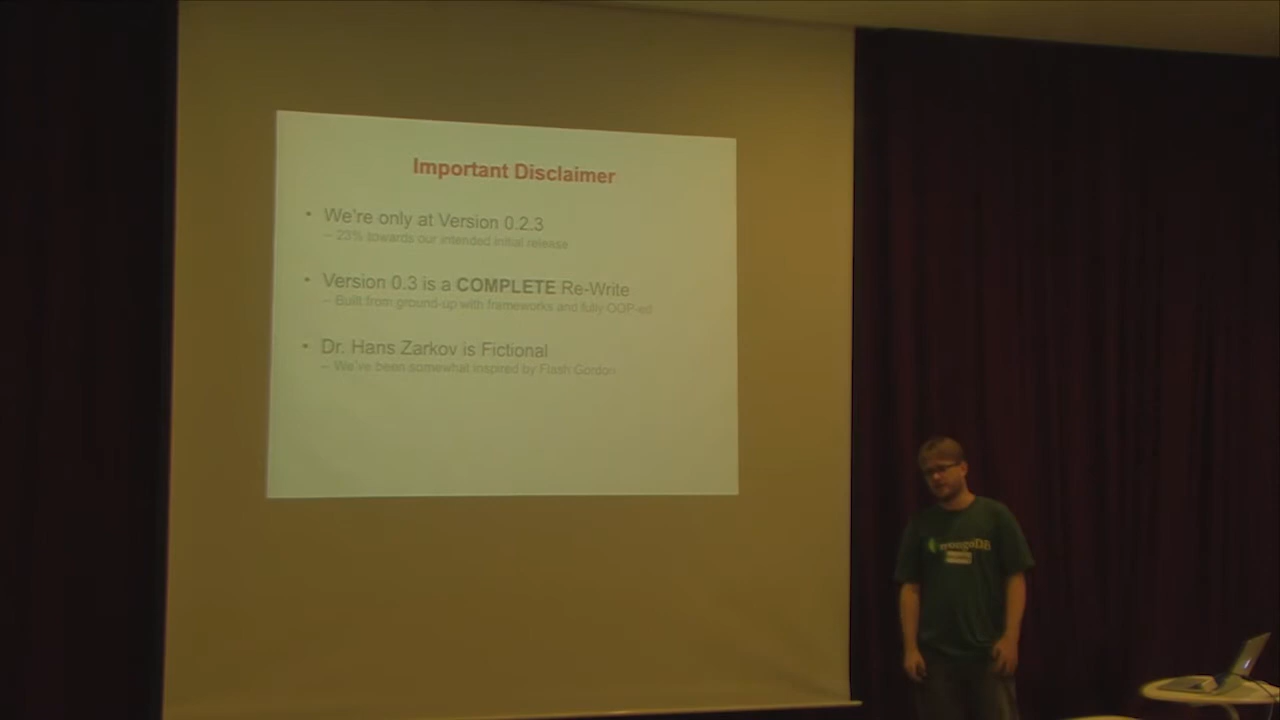 Important Disclaimer
• We're only at Version 0.2.3
– 23% towards our intended initial release
• Version 0.3 is a COMPLETE Re-Write
– Built from ground-up with frameworks and fully OOP-ed
• Dr. Hans Zarkov is Fictional
– We've been somewhat inspired by Flash Gordon
mongoDB